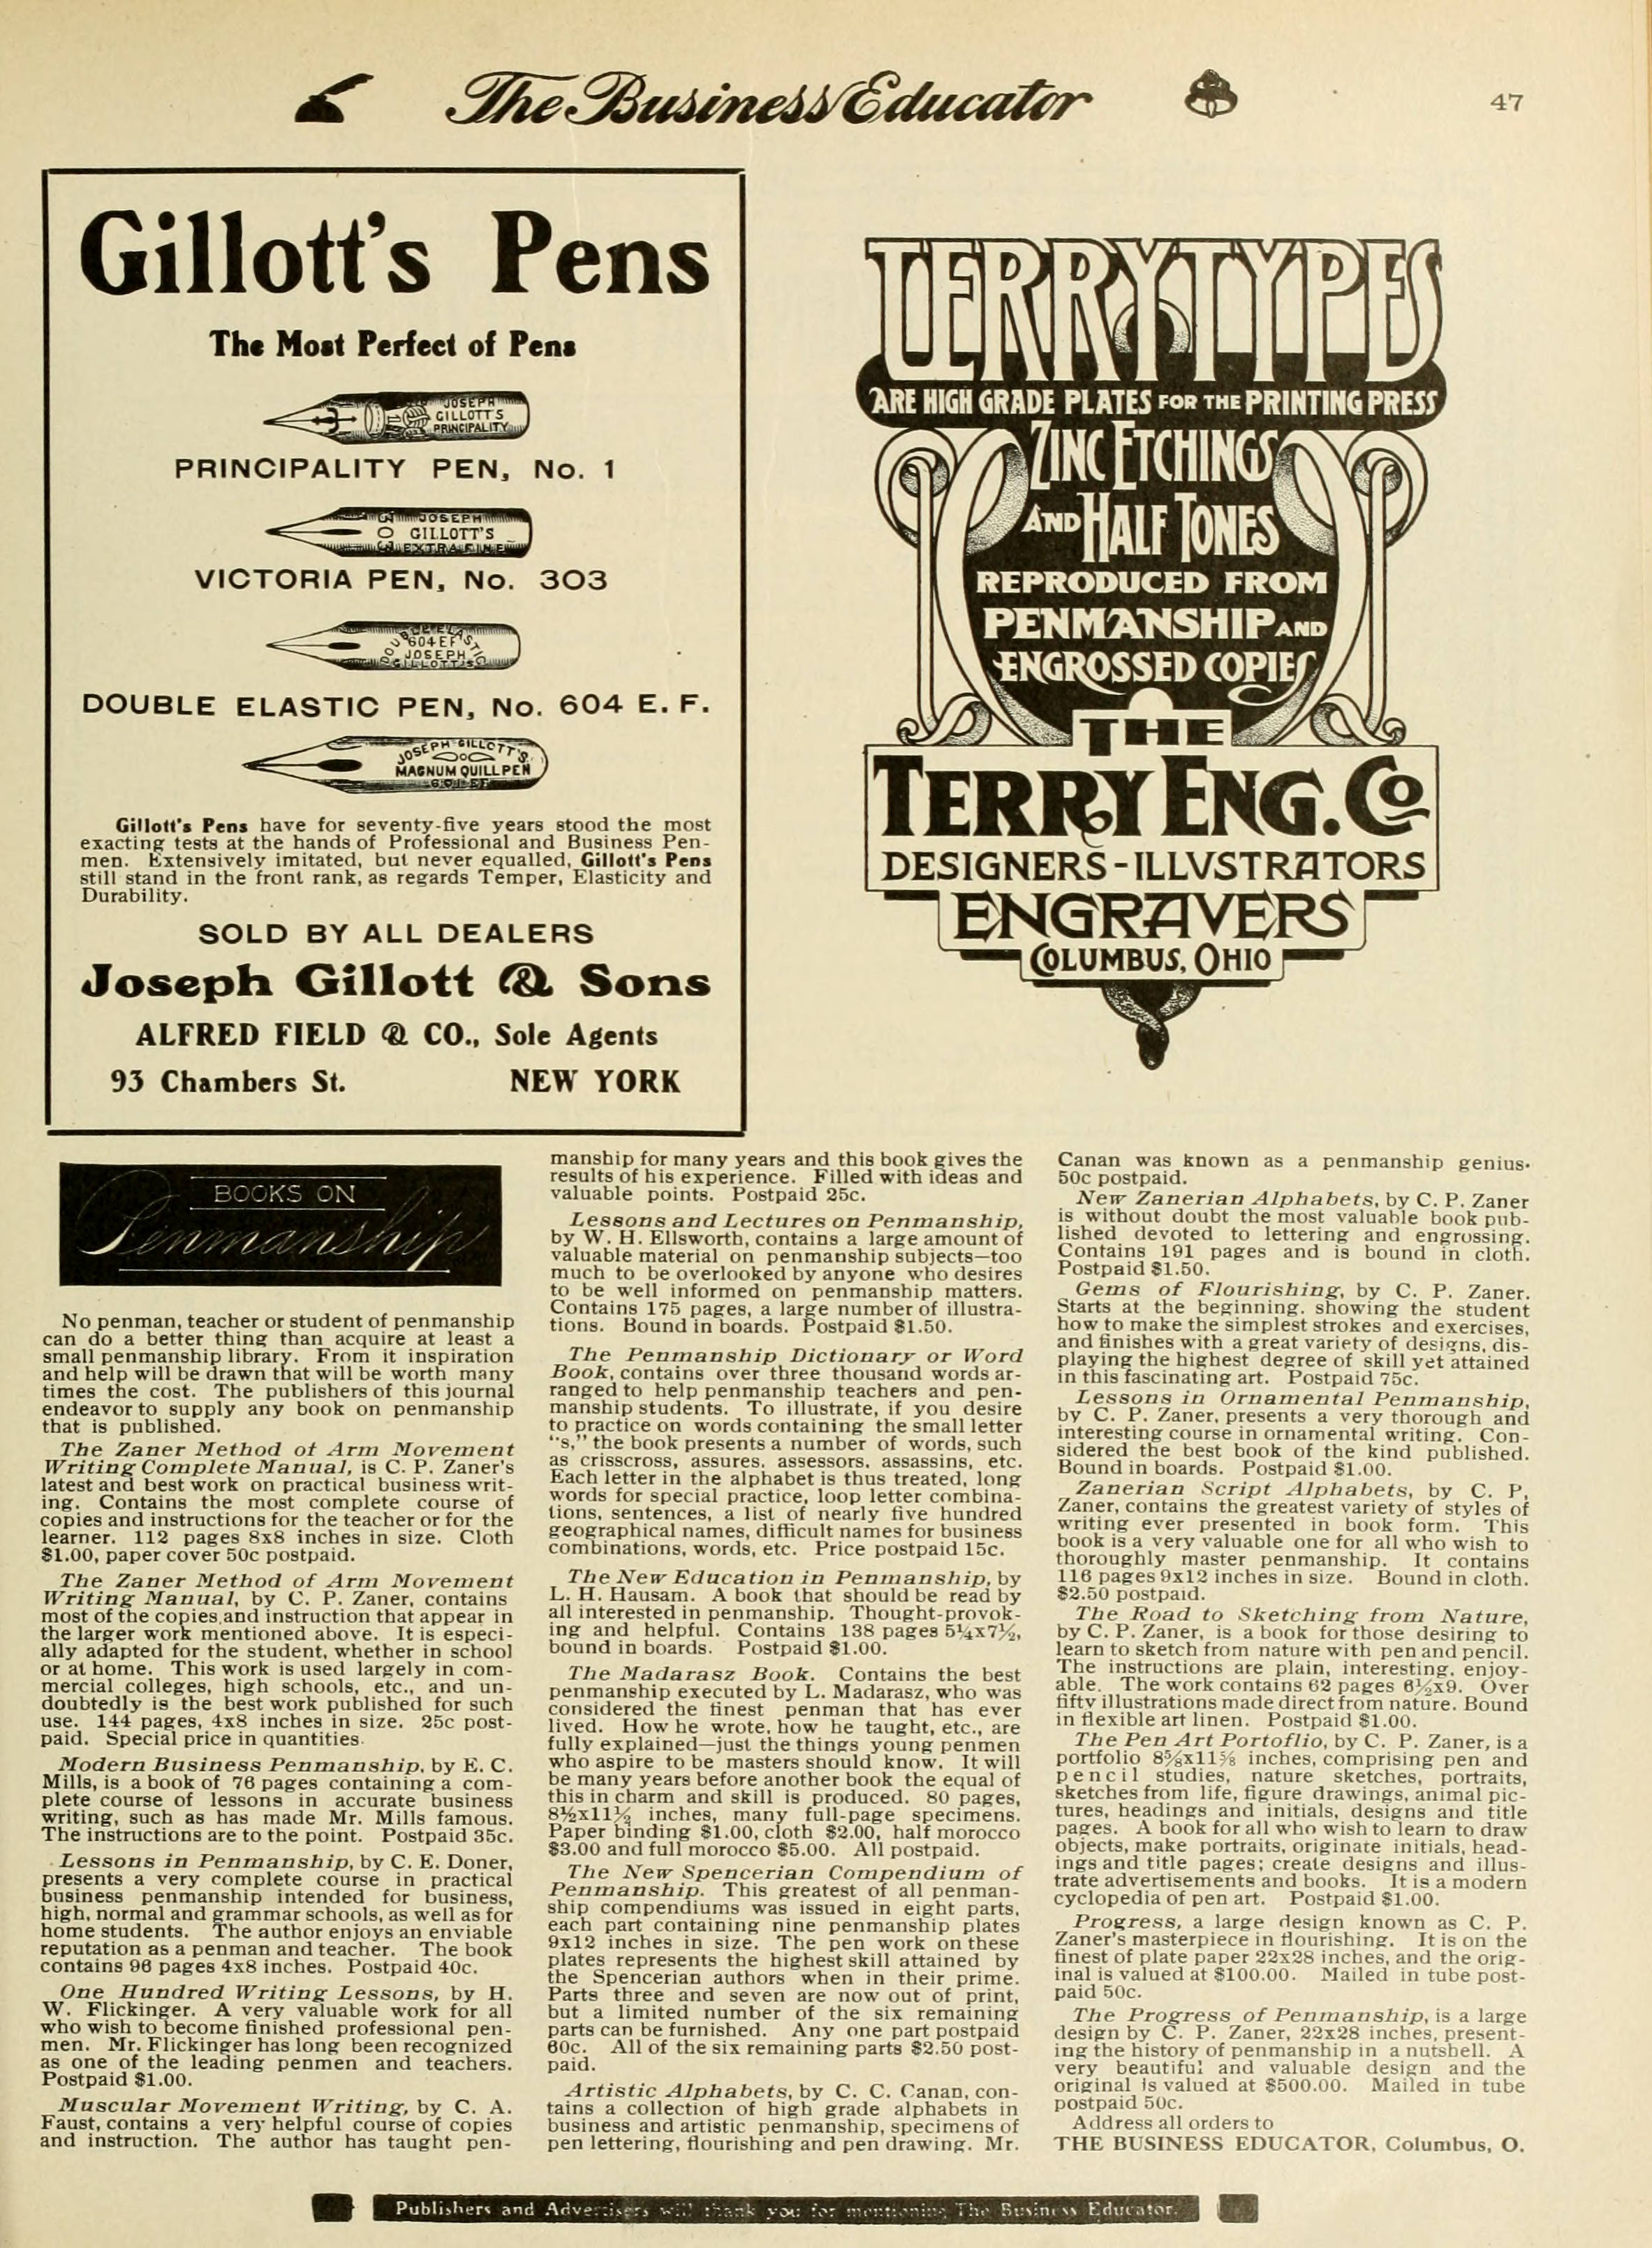 The Business Educator
47
Gillott's Pens
The Most Perfect of Pens
JOSEPH
GILLOTT'S
PRINCIPALITY
PRINCIPALITY PEN, No. 1
303
JOSEPH
GILLOTT'S
EXTRA FINE
VICTORIA PEN, No. 303
DOUBLE ELASTIC
604 EF
JOSEPH
GILLOTT'S
DOUBLE ELASTIC PEN, No. 604 E. F.
JOSEPH GILLOTT'S
MAGNUM QUILL PEN
601 EF
Gillott's Pens have for seventy-five years stood the most
exacting tests at the hands of Professional and Business Pen-
men. Extensively imitated, but never equalled, Gillott's Pens
still stand in the front rank, as regards Temper, Elasticity and
Durability.
SOLD BY ALL DEALERS
Joseph Gillott & Sons
ALFRED FIELD & CO., Sole Agents
93 Chambers St. NEW YORK
TERRYTYPES
ARE HIGH GRADE PLATES FOR THE PRINTING PRESS
ZINC ETCHINGS
AND HALF TONES
REPRODUCED FROM
PENMANSHIP AND
ENGROSSED COPIES
THE
TERRY ENG. CO
DESIGNERS - ILLVSTRATORS
ENGRAVERS
COLUMBUS, OHIO
BOOKS ON
Penmanship
No penman, teacher or student of penmanship
can do a better thing than acquire at least a
small penmanship library. From it inspiration
and help will be drawn that will be worth many
times the cost. The publishers of this journal
endeavor to supply any book on penmanship
that is published.
The Zaner Method of Arm Movement
Writing Complete Manual, is C. P. Zaner's
latest and best work on practical business writ-
ing. Contains the most complete course of
copies and instructions for the teacher or for the
learner. 112 pages 8x8 inches in size. Cloth
$1.00, paper cover 50c postpaid.
The Zaner Method of Arm Movement
Writing Manual, by C. P. Zaner, contains
most of the copies and instruction that appear in
the larger work mentioned above. It is especi-
ally adapted for the student, whether in school
or at home. This work is used largely in com-
mercial colleges, high schools, etc., and un-
doubtedly is the best work published for such
use. 144 pages, 4x8 inches in size. 25c post-
paid. Special price in quantities.
Modern Business Penmanship, by E. C.
Mills, is a book of 76 pages containing a com-
plete course of lessons in accurate business
writing, such as has made Mr. Mills famous.
The instructions are to the point. Postpaid 35c.
Lessons in Penmanship, by C. E. Doner,
presents a very complete course in practical
business penmanship intended for business,
high, normal and grammar schools, as well as for
home students. The author enjoys an enviable
reputation as a penman and teacher. The book
contains 96 pages 4x8 inches. Postpaid 40c.
One Hundred Writing Lessons, by H.
W. Flickinger. A very valuable work for all
who wish to become finished professional pen-
men. Mr. Flickinger has long been recognized
as one of the leading penmen and teachers.
Postpaid $1.00.
Muscular Movement Writing, by C. A.
Faust, contains a very helpful course of copies
and instruction. The author has taught pen-
manship for many years and this book gives the
results of his experience. Filled with ideas and
valuable points. Postpaid 25c.
Lessons and Lectures on Penmanship,
by W. H. Ellsworth, contains a large amount of
valuable material on penmanship subjects—too
much to be overlooked by anyone who desires
to be well informed on penmanship matters.
Contains 175 pages, a large number of illustra-
tions. Bound in boards. Postpaid $1.50.
The Penmanship Dictionary or Word
Book, contains over three thousand words ar-
ranged to help penmanship teachers and pen-
manship students. To illustrate, if you desire
to practice on words containing the small letter
"s," the book presents a number of words, such
as crisscross, assures, assessors, assassins, etc.
Each letter in the alphabet is thus treated, long
words for special practice, loop letter combina-
tions, sentences, a list of nearly five hundred
geographical names, difficult names for business
combinations, words, etc. Price postpaid 15c.
The New Education in Penmanship, by
L. H. Hausam. A book that should be read by
all interested in penmanship. Thought-provok-
ing and helpful. Contains 138 pages 5¼x7½,
bound in boards. Postpaid $1.00.
The Madarasz Book. Contains the best
penmanship executed by L. Madarasz, who was
considered the finest penman that has ever
lived. How he wrote, how he taught, etc., are
fully explained—just the things young penmen
who aspire to be masters should know. It will
be many years before another book the equal of
this in charm and skill is produced. 80 pages,
8½x11½ inches, many full-page specimens.
Paper binding $1.00, cloth $2.00, half morocco
$3.00 and full morocco $5.00. All postpaid.
The New Spencerian Compendium of
Penmanship. This greatest of all penman-
ship compendiums was issued in eight parts,
each part containing nine penmanship plates
9x12 inches in size. The pen work on these
plates represents the highest skill attained by
the Spencerian authors when in their prime.
Parts three and seven are now out of print,
but a limited number of the six remaining
parts can be furnished. Any one part postpaid
60c. All of the six remaining parts $2.50 post-
paid.
Artistic Alphabets, by C. C. Canan, con-
tains a collection of high grade alphabets in
business and artistic penmanship, specimens of
pen lettering, flourishing and pen drawing. Mr.
Canan was known as a penmanship genius.
50c postpaid.
New Zanerian Alphabets, by C. P. Zaner
is without doubt the most valuable book pub-
lished devoted to lettering and engrossing.
Contains 191 pages and is bound in cloth.
Postpaid $1.50.
Gems of Flourishing, by C. P. Zaner.
Starts at the beginning, showing the student
how to make the simplest strokes and exercises,
and finishes with a great variety of designs, dis-
playing the highest degree of skill yet attained
in this fascinating art. Postpaid 75c.
Lessons in Ornamental Penmanship,
by C. P. Zaner, presents a very thorough and
interesting course in ornamental writing. Con-
sidered the best book of the kind published.
Bound in boards. Postpaid $1.00.
Zanerian Script Alphabets, by C. P,
Zaner, contains the greatest variety of styles of
writing ever presented in book form. This
book is a very valuable one for all who wish to
thoroughly master penmanship. It contains
116 pages 9x12 inches in size. Bound in cloth.
$2.50 postpaid.
The Road to Sketching from Nature,
by C. P. Zaner, is a book for those desiring to
learn to sketch from nature with pen and pencil.
The instructions are plain, interesting, enjoy-
able. The work contains 62 pages 6½x9. Over
fifty illustrations made direct from nature. Bound
in flexible art linen. Postpaid $1.00.
The Pen Art Portoflio, by C. P. Zaner, is a
portfolio 8⅝x11⅝ inches, comprising pen and
pencil studies, nature sketches, portraits,
sketches from life, figure drawings, animal pic-
tures, headings and initials, designs and title
pages. A book for all who wish to learn to draw
objects, make portraits, originate initials, head-
ings and title pages; create designs and illus-
trate advertisements and books. It is a modern
cyclopedia of pen art. Postpaid $1.00.
Progress, a large design known as C. P.
Zaner's masterpiece in flourishing. It is on the
finest of plate paper 22x28 inches, and the orig-
inal is valued at $100.00. Mailed in tube post-
paid 50c.
The Progress of Penmanship, is a large
design by C. P. Zaner, 22x28 inches, present-
ing the history of penmanship in a nutshell. A
very beautiful and valuable design and the
original is valued at $500.00. Mailed in tube
postpaid 50c.
Address all orders to
THE BUSINESS EDUCATOR, Columbus, O.
Publishers and Advertisers will thank you for mentioning The Business Educator.